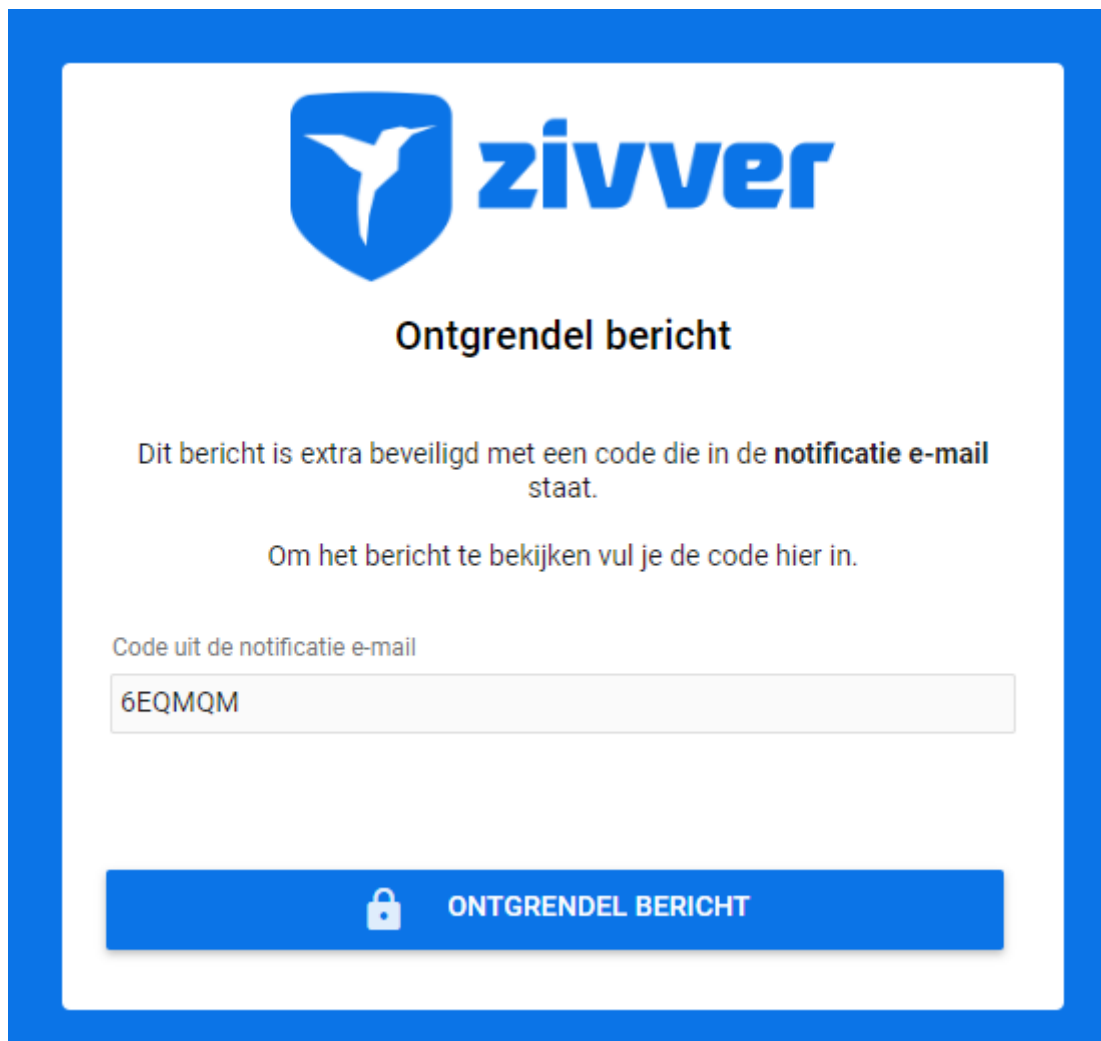 zivver
Ontgrendel bericht
Dit bericht is extra beveiligd met een code die in de notificatie e-mail
staat.
Om het bericht te bekijken vul je de code hier in.
Code uit de notificatie e-mail
6EQMQM
ONTGRENDEL BERICHT